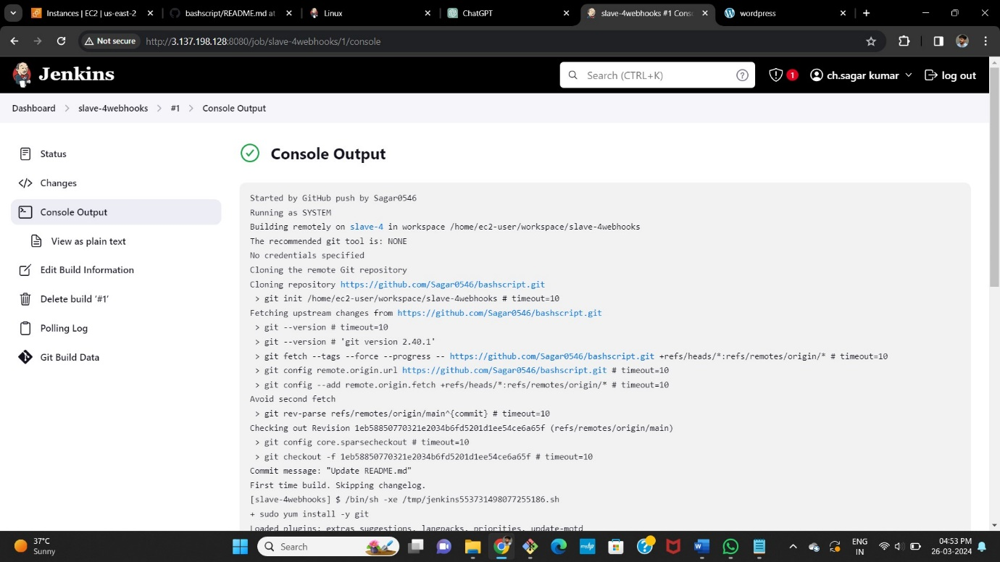 Instances | EC2 | us-east-2
bashscript/README.md at
Linux
ChatGPT
slave-4webhooks #1 Cons
wordpress
Not secure
http://3.137.198.128:8080/job/slave-4webhooks/1/console
Jenkins
Search (CTRL+K)
1
ch.sagar kumar
log out
Dashboard > slave-4webhooks > #1 > Console Output
Status
Changes
Console Output
View as plain text
Edit Build Information
Delete build ‘#1’
Polling Log
Git Build Data
Console Output
Started by GitHub push by Sagar0546
Running as SYSTEM
Building remotely on slave-4 in workspace /home/ec2-user/workspace/slave-4webhooks
The recommended git tool is: NONE
No credentials specified
Cloning the remote Git repository
Cloning repository https://github.com/Sagar0546/bashscript.git
> git init /home/ec2-user/workspace/slave-4webhooks # timeout=10
Fetching upstream changes from https://github.com/Sagar0546/bashscript.git
> git --version # timeout=10
> git --version # 'git version 2.40.1'
> git fetch --tags --force --progress -- https://github.com/Sagar0546/bashscript.git +refs/heads/*:refs/remotes/origin/* # timeout=10
> git config remote.origin.url https://github.com/Sagar0546/bashscript.git # timeout=10
> git config --add remote.origin.fetch +refs/heads/*:refs/remotes/origin/* # timeout=10
Avoid second fetch
> git rev-parse refs/remotes/origin/main^{commit} # timeout=10
Checking out Revision 1eb58850770321e2034b6fd5201d1ee54ce6a65f (refs/remotes/origin/main)
> git config core.sparsecheckout # timeout=10
> git checkout -f 1eb58850770321e2034b6fd5201d1ee54ce6a65f # timeout=10
Commit message: "Update README.md"
First time build. Skipping changelog.
[slave-4webhooks] $ /bin/sh -xe /tmp/jenkins553731498077255186.sh
+ sudo yum install -y git
Loaded plugins: extras suggestions, langpacks, priorities, update-motd
37°C
Sunny
Search
ENG
IN
04:53 PM
26-03-2024